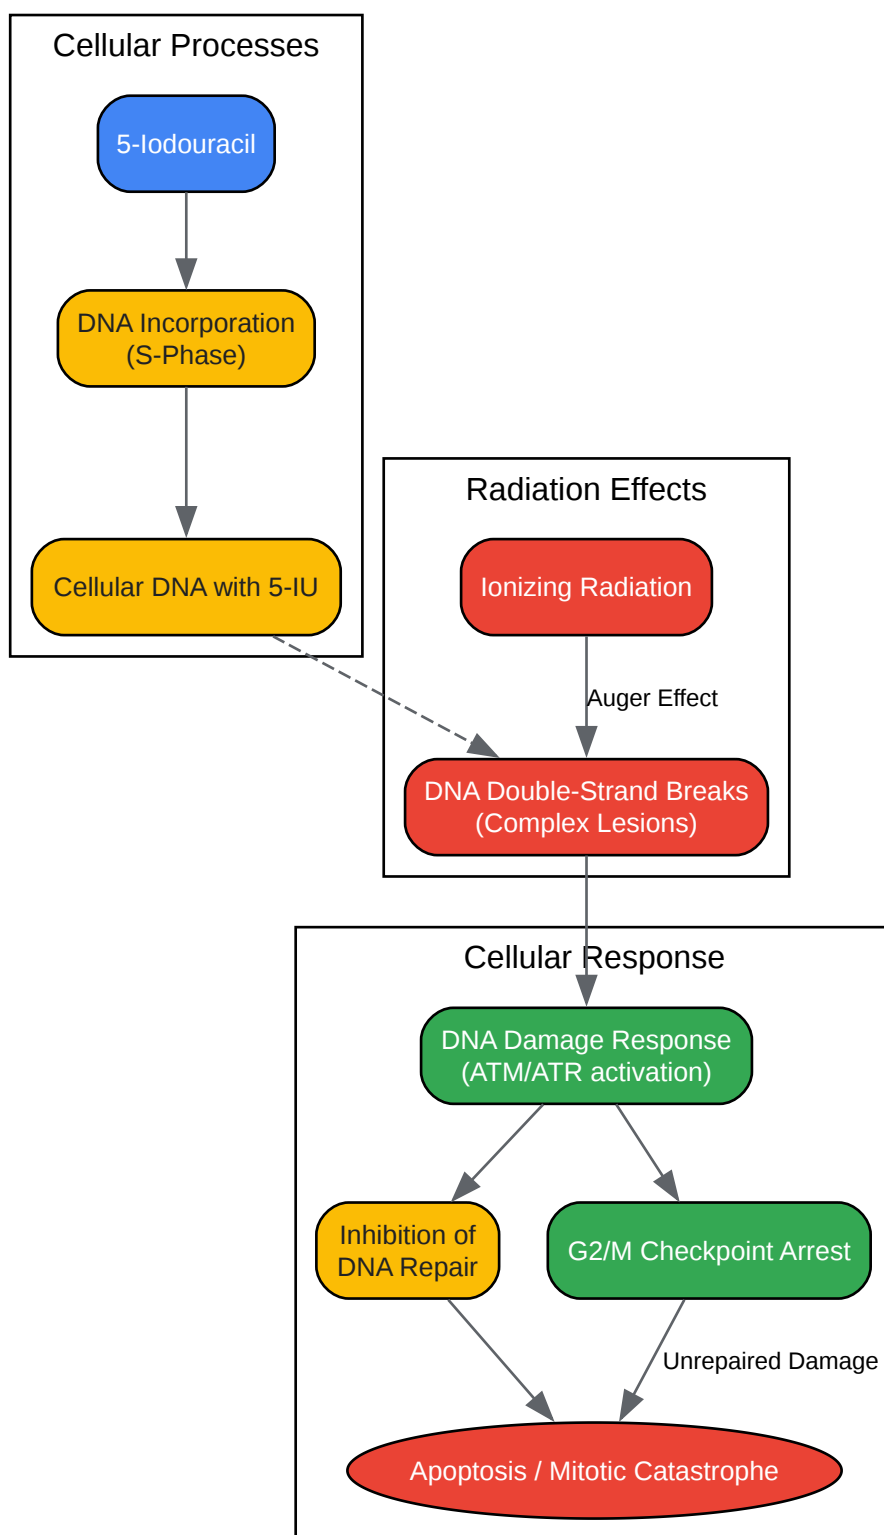 Cellular Processes
5-Iodouracil
DNA Incorporation
(S-Phase)
Cellular DNA with 5-IU
Radiation Effects
Ionizing Radiation
Auger Effect
DNA Double-Strand Breaks
(Complex Lesions)
Cellular Response
DNA Damage Response
(ATM/ATR activation)
Inhibition of
DNA Repair
G2/M Checkpoint Arrest
Unrepaired Damage
Apoptosis / Mitotic Catastrophe